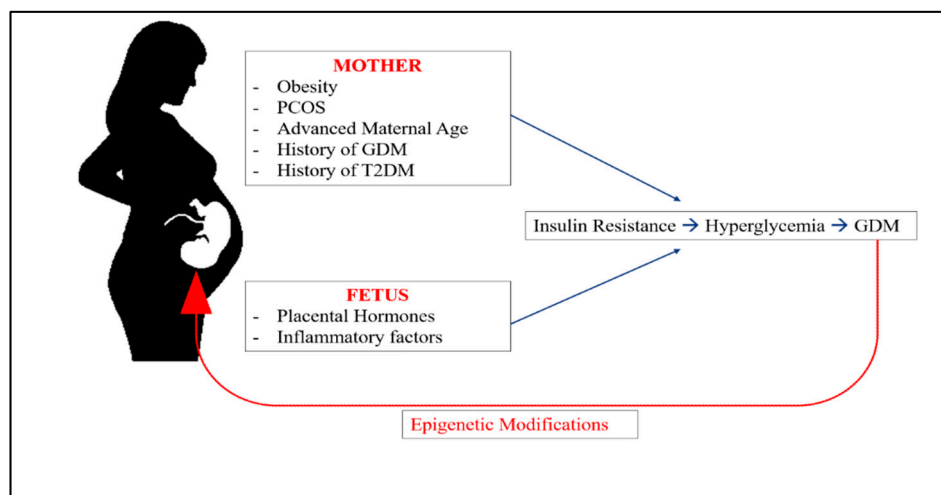 MOTHER
- Obesity
- PCOS
- Advanced Maternal Age
- History of GDM
- History of T2DM
Insulin Resistance → Hyperglycemia → GDM
FETUS
- Placental Hormones
- Inflammatory factors
Epigenetic Modifications